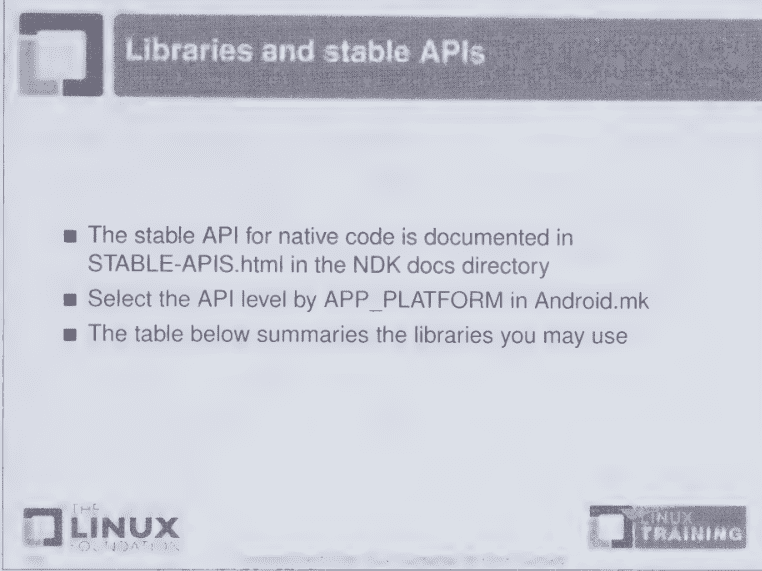 Libraries and stable APIs
The stable API for native code is documented in
STABLE-APIS.html in the NDK docs directory
Select the API level by APP_PLATFORM in Android.mk
The table below summaries the libraries you may use
THE
LINUX
FOUNDATION
LINUX
TRAINING